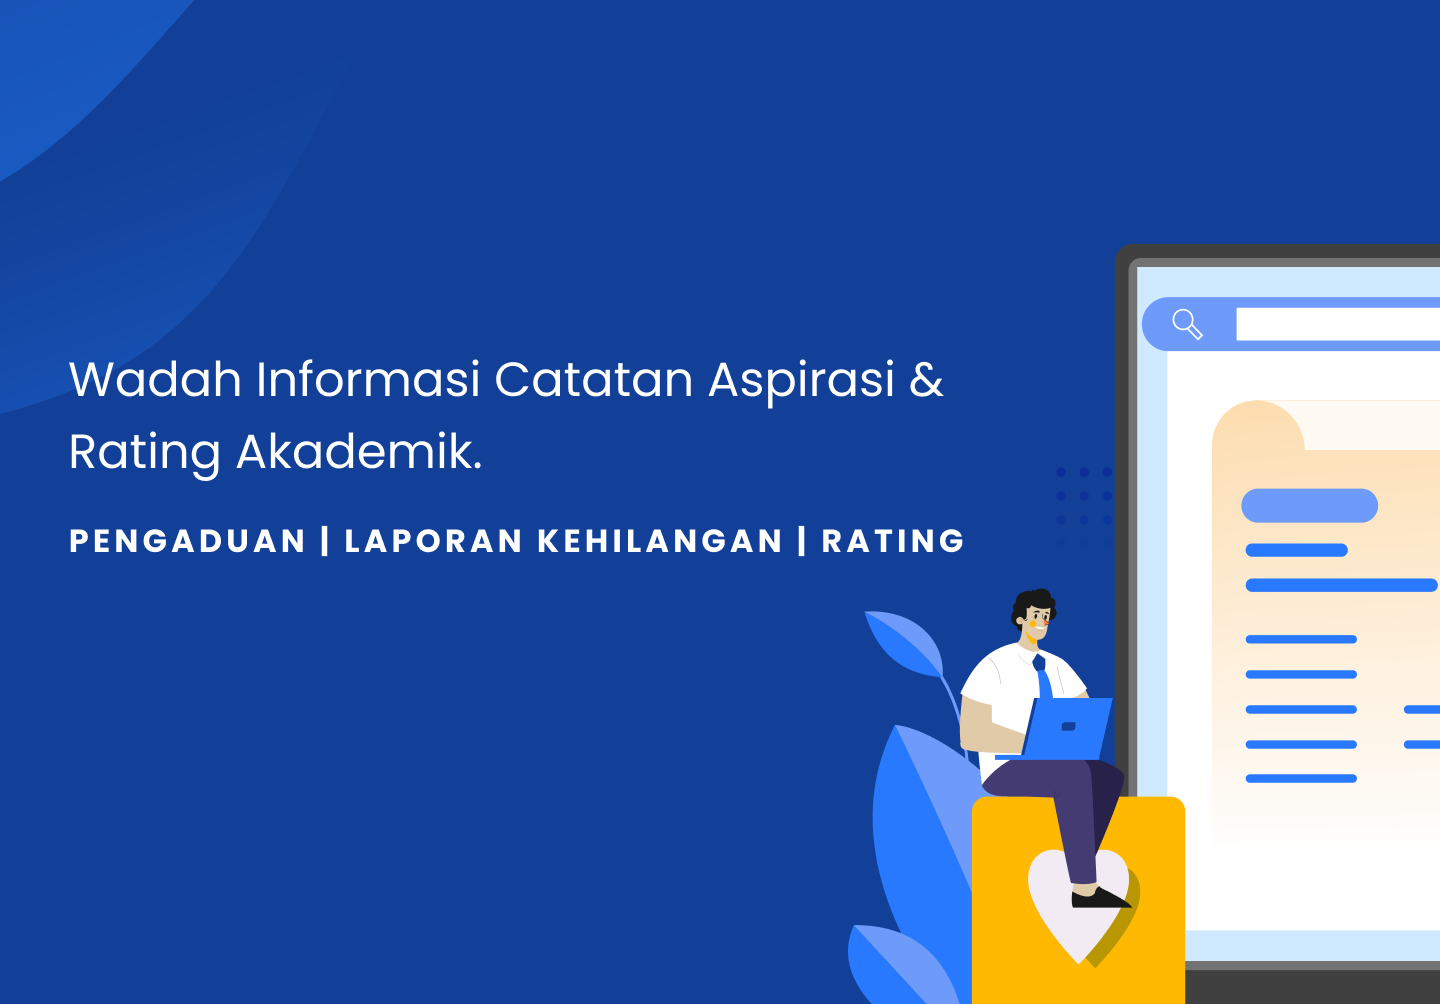 Wadah Informasi Catatan Aspirasi &
Rating Akademik.
PENGADUAN | LAPORAN KEHILANGAN | RATING